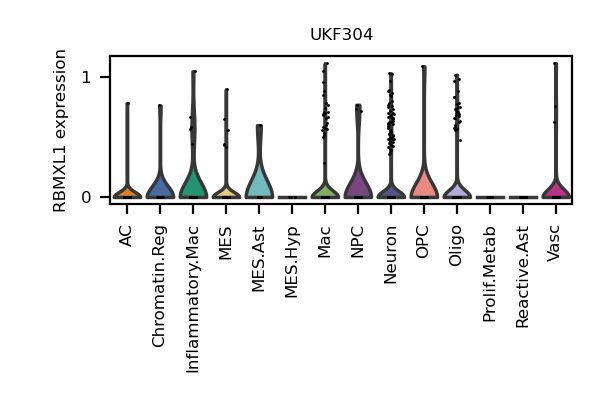 UKF304
RBMXL1 expression
1
0
AC
Chromatin.Reg
Inflammatory.Mac
MES
MES.Ast
MES.Hyp
Mac
NPC
Neuron
OPC
Oligo
Prolif.Metab
Reactive.Ast
Vasc